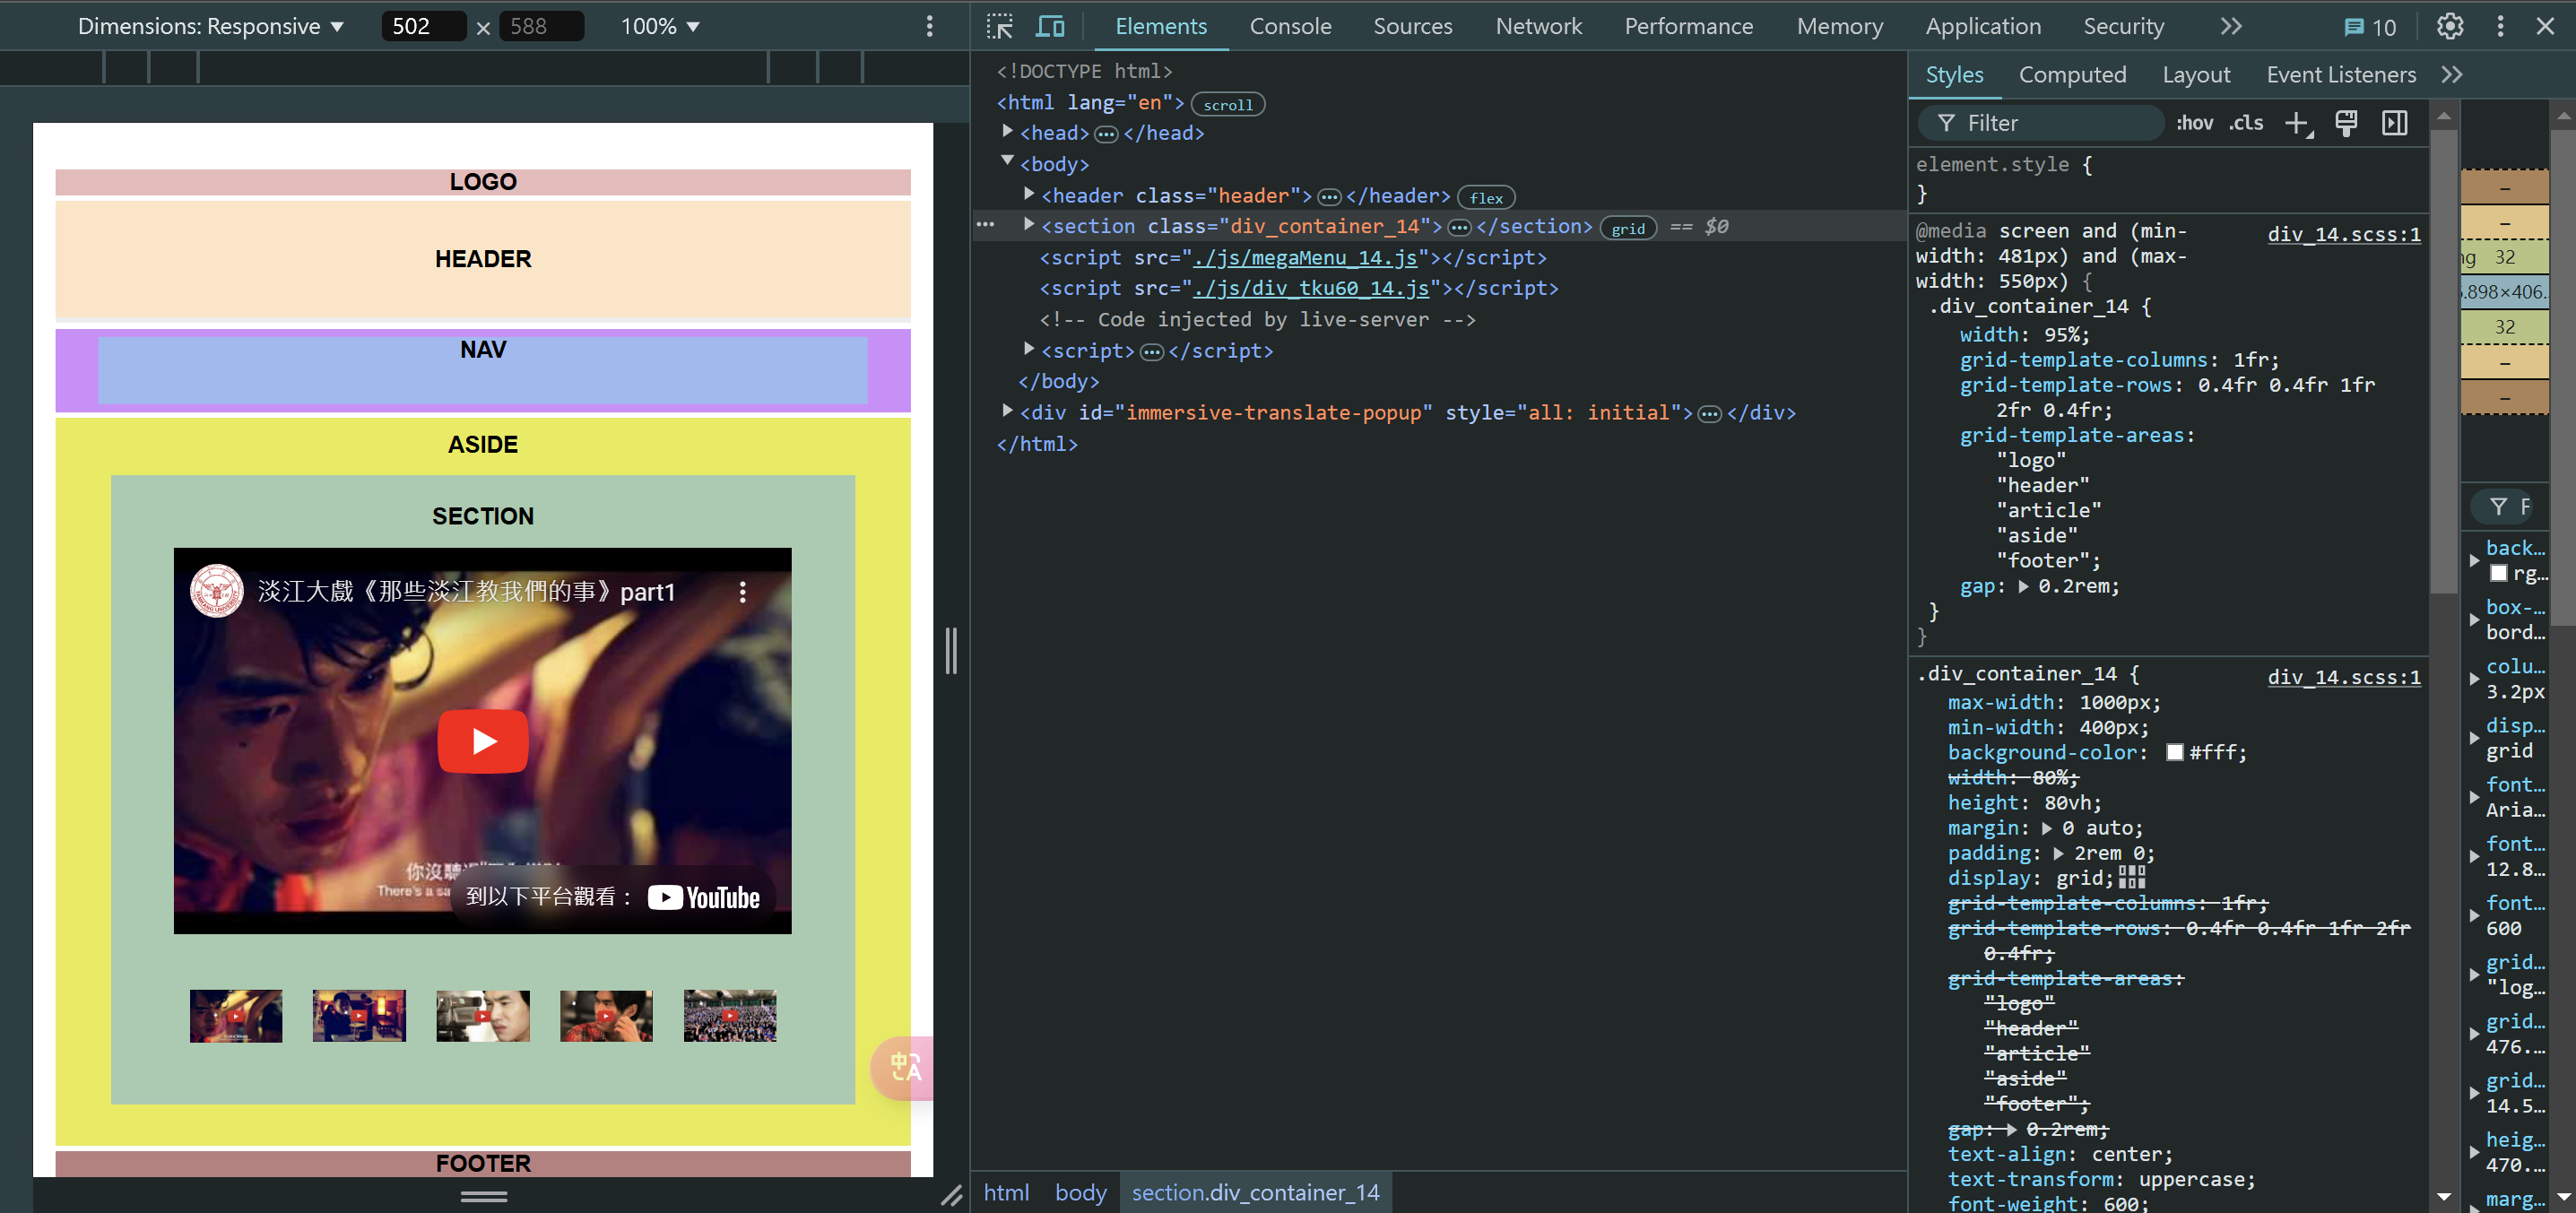 Dimensions: Responsive ▼ 502 × 588 100% ▼
LOGO
HEADER
NAV
ASIDE
SECTION
淡江大戲《那些淡江教我們的事》part1
There's a sa
到以下平台觀看： YouTube
FOOTER
Elements Console Sources Network Performance Memory Application Security 10
<!DOCTYPE html>
<html lang="en"> scroll
<head> ••• </head>
<body>
<header class="header"> ••• </header> flex
••• <section class="div_container_14"> ••• </section> grid == $0
<script src="./js/megaMenu_14.js"></script>
<script src="./js/div_tku60_14.js"></script>
<!-- Code injected by live-server -->
<script> ••• </script>
</body>
<div id="immersive-translate-popup" style="all: initial"> ••• </div>
</html>
html body section.div_container_14
Styles Computed Layout Event Listeners
Filter :hov .cls
element.style {
}
@media screen and (min- div_14.scss:1
width: 481px) and (max-
width: 550px) {
.div_container_14 {
width: 95%;
grid-template-columns: 1fr;
grid-template-rows: 0.4fr 0.4fr 1fr
2fr 0.4fr;
grid-template-areas:
"logo"
"header"
"article"
"aside"
"footer";
gap: 0.2rem;
}
}
.div_container_14 { div_14.scss:1
max-width: 1000px;
min-width: 400px;
background-color: #fff;
width: 80%;
height: 80vh;
margin: 0 auto;
padding: 2rem 0;
display: grid;
grid-template-columns: 1fr;
grid-template-rows: 0.4fr 0.4fr 1fr 2fr
0.4fr;
grid-template-areas:
"logo"
"header"
"article"
"aside"
"footer";
gap: 0.2rem;
text-align: center;
text-transform: uppercase;
font-weight: 600;
–
–
ng 32
.898×406.
32
–
–
F
back…
rg…
box-…
bord…
colu…
3.2px
disp…
grid
font…
Aria…
font…
12.8…
font…
600
grid…
"log…
grid…
476.…
grid…
14.5…
heig…
470.…
marg…